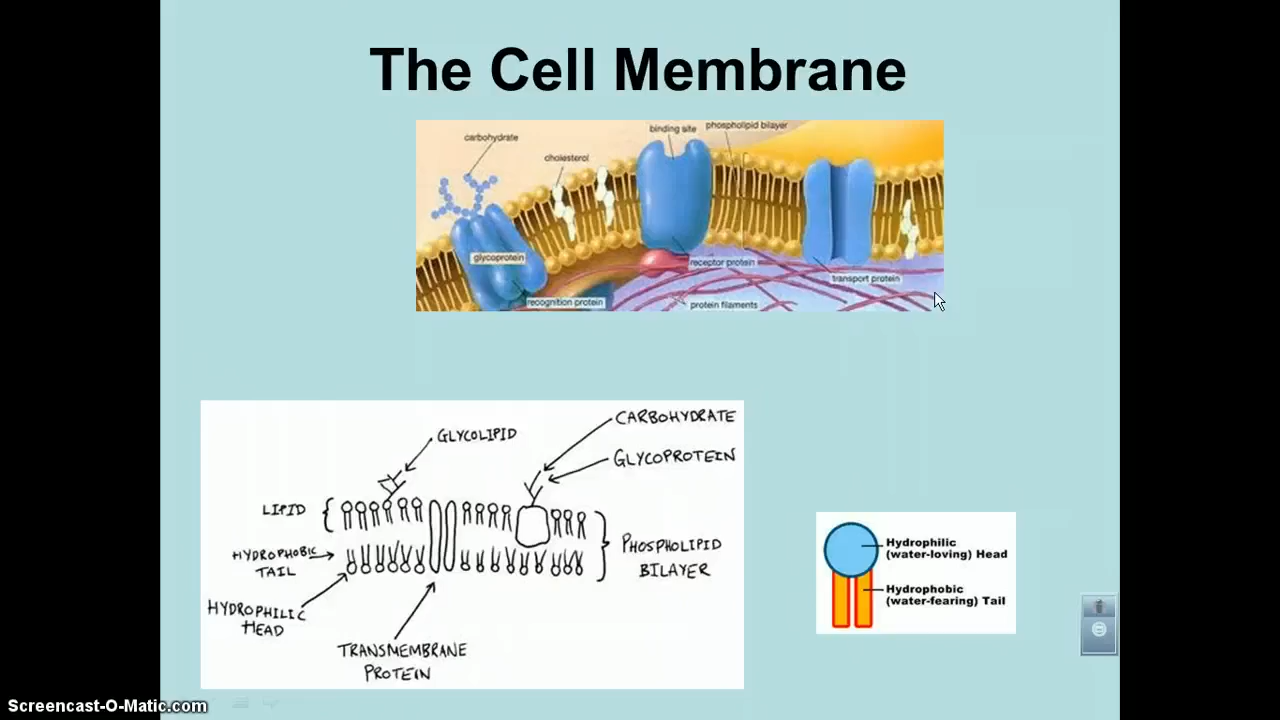 The Cell Membrane
carbohydrate
cholesterol
binding site
phospholipid bilayer
glycoprotein
recognition protein
receptor protein
transport protein
protein filaments
GLYCOLIPID
CARBOHYDRATE
GLYCOPROTEIN
LIPID
HYDROPHOBIC
TAIL
HYDROPHILIC
HEAD
TRANSMEMBRANE
PROTEIN
PHOSPHOLIPID
BILAYER
Hydrophilic
(water-loving) Head
Hydrophobic
(water-fearing) Tail
Screencast-O-Matic.com